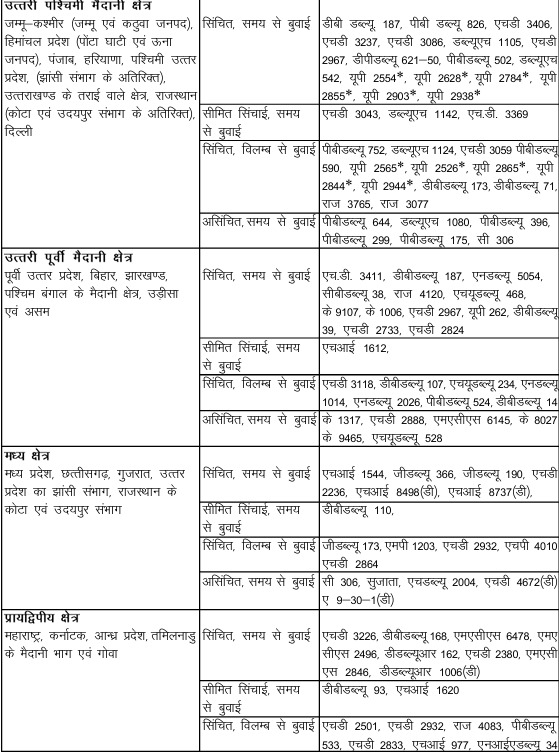 उत्तरी पश्चिमी मैदानी क्षेत्र
जम्मू–कश्मीर (जम्मू एवं कठुवा जनपद),
हिमांचल प्रदेश (पोंटा घाटी एवं ऊना
जनपद), पंजाब, हरियाणा, पश्चिमी उत्तर
प्रदेश, (झांसी संभाग के अतिरिक्त),
उत्तराखण्ड के तराई वाले क्षेत्र, राजस्थान
(कोटा एवं उदयपुर संभाग के अतिरिक्त),
दिल्ली
सिंचित, समय से बुवाई
डीबी डब्ल्यू. 187, पीबी डब्ल्यू 826, एचडी 3406,
एचडी 3237, एचडी 3086, डब्ल्यूएच 1105, एचडी
2967, डीपीडब्ल्यू 621–50, पीबीडब्ल्यू 502, डब्ल्यूएच
542, यूपी 2554*, यूपी 2628*, यूपी 2784*, यूपी
2855*, यूपी 2903*, यूपी 2938*
सीमित सिंचाई, समय
से बुवाई
एचडी 3043, डब्ल्यूएच 1142, एच.डी. 3369
सिंचित, विलम्ब से बुवाई
पीबीडब्ल्यू 752, डब्ल्यूएच 1124, एचडी 3059 पीबीडब्ल्यू
590, यूपी 2565*, यूपी 2526*, यूपी 2865*, यूपी
2844*, यूपी 2944*, डीबीडब्ल्यू 173, डीबीडब्ल्यू 71,
राज 3765, राज 3077
असिंचित, समय से बुवाई
पीबीडब्ल्यू 644, डब्ल्यूएच 1080, पीबीडब्ल्यू 396,
पीबीडब्ल्यू 299, पीबीडब्ल्यू 175, सी 306
उत्तरी पूर्वी मैदानी क्षेत्र
पूर्वी उत्तर प्रदेश, बिहार, झारखण्ड,
पश्चिम बंगाल के मैदानी क्षेत्र, उड़ीसा
एवं असम
सिंचित, समय से बुवाई
एच.डी. 3411, डीबीडब्ल्यू 187, एनडब्ल्यू 5054,
सीबीडब्ल्यू 38, राज 4120, एचयूडब्ल्यू 468,
के 9107, के 1006, एचडी 2967, यूपी 262, डीबीडब्ल्यू
39, एचडी 2733, एचडी 2824
सीमित सिंचाई, समय
से बुवाई
एचआई 1612,
सिंचित, विलम्ब से बुवाई
एचडी 3118, डीबीडब्ल्यू 107, एचयूडब्ल्यू 234, एनडब्ल्यू
1014, एनडब्ल्यू 2026, पीबीडब्ल्यू 524, डीबीडब्ल्यू 14
असिंचित, समय से बुवाई
के 1317, एचडी 2888, एमएसीएस 6145, के 8027
के 9465, एचयूडब्ल्यू 528
मध्य क्षेत्र
मध्य प्रदेश, छत्तीसगढ़, गुजरात, उत्तर
प्रदेश का झांसी संभाग, राजस्थान के
कोटा एवं उदयपुर संभाग
सिंचित, समय से बुवाई
एचआई 1544, जीडब्ल्यू 366, जीडब्ल्यू 190, एचडी
2236, एचआई 8498(डी), एचआई 8737(डी),
सीमित सिंचाई, समय
से बुवाई
डीबीडब्ल्यू 110,
सिंचित, विलम्ब से बुवाई
जीडब्ल्यू 173, एमपी 1203, एचडी 2932, एचपी 4010
एचडी 2864
असिंचित, समय से बुवाई
सी 306, सुजाता, एचडब्ल्यू 2004, एचडी 4672(डी)
ए 9–30–1(डी)
प्रायद्विपीय क्षेत्र
महाराष्ट्र, कर्नाटक, आन्ध्र प्रदेश, तमिलनाडु
के मैदानी भाग एवं गोवा
सिंचित, समय से बुवाई
एचडी 3226, डीबीडब्ल्यू 168, एमएसीएस 6478, एमए
सीएस 2496, डीडब्ल्यूआर 162, एचडी 2380, एमएसी
एस 2846, डीडब्ल्यूआर 1006(डी)
सीमित सिंचाई, समय
से बुवाई
डीबीडब्ल्यू 93, एचआई 1620
सिंचित, विलम्ब से बुवाई
एचडी 2501, एचडी 2932, राज 4083, पीबीडब्ल्यू
533, एचडी 2833, एचआई 977, एनआईएडब्ल्यू 34